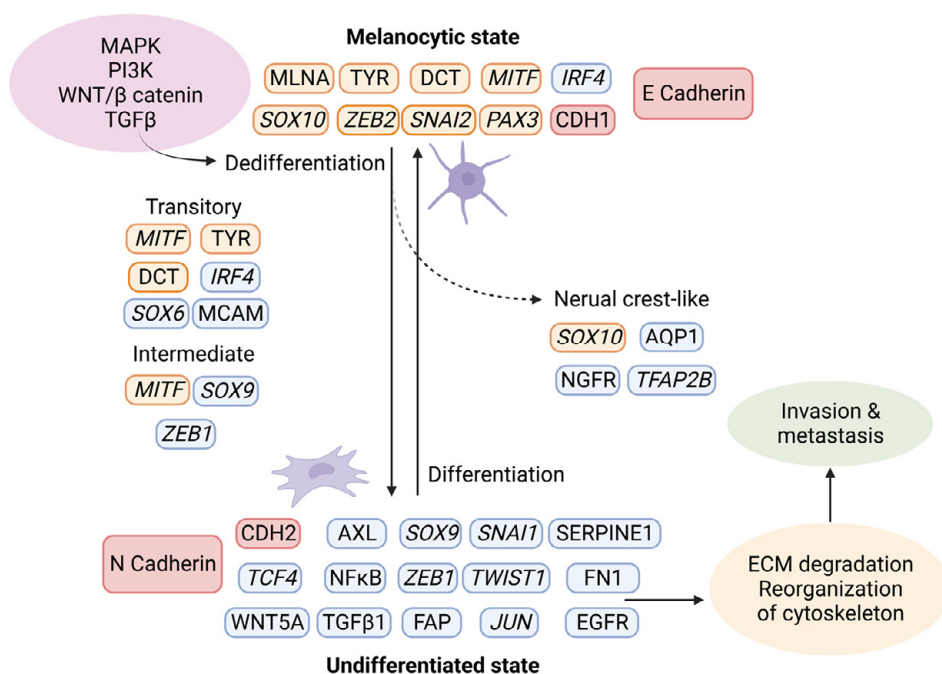 MAPK
PI3K
WNT/β catenin
TGFβ
Melanocytic state
MLNA TYR DCT MITF IRF4
SOX10 ZEB2 SNAI2 PAX3 CDH1
E Cadherin
Dedifferentiation
Transitory
MITF TYR
DCT IRF4
SOX6 MCAM
Intermediate
MITF SOX9
ZEB1
Nerual crest-like
SOX10 AQP1
NGFR TFAP2B
Differentiation
N Cadherin
CDH2 AXL SOX9 SNAI1 SERPINE1
TCF4 NFκB ZEB1 TWIST1 FN1
WNT5A TGFβ1 FAP JUN EGFR
Undifferentiated state
Invasion &
metastasis
ECM degradation
Reorganization
of cytoskeleton